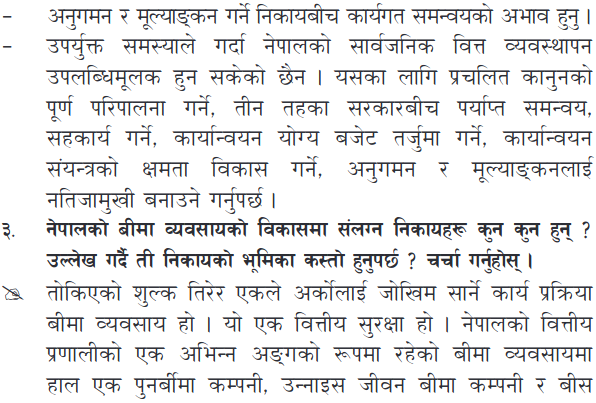 – अनुगमन र मूल्याङ्कन गर्ने निकायबीच कार्यगत समन्वयको अभाव हुनु ।
– उपर्युक्त समस्याले गर्दा नेपालको सार्वजनिक वित्त व्यवस्थापन
उपलब्धिमूलक हुन सकेको छैन । यसका लागि प्रचलित कानुनको
पूर्ण परिपालना गर्ने, तीन तहका सरकारबीच पर्याप्त समन्वय,
सहकार्य गर्ने, कार्यान्वयन योग्य बजेट तर्जुमा गर्ने, कार्यान्वयन
संयन्त्रको क्षमता विकास गर्ने, अनुगमन र मूल्याङ्कनलाई
नतिजामुखी बनाउने गर्नुपर्छ ।
३. नेपालको बीमा व्यवसायको विकासमा संलग्न निकायहरू कुन कुन हुन् ?
उल्लेख गर्दै ती निकायको भूमिका कस्तो हुनुपर्छ ? चर्चा गर्नुहोस् ।
तोकिएको शुल्क तिरेर एकले अर्कोलाई जोखिम सार्ने कार्य प्रक्रिया
बीमा व्यवसाय हो । यो एक वित्तीय सुरक्षा हो । नेपालको वित्तीय
प्रणालीको एक अभिन्न अङ्गको रूपमा रहेको बीमा व्यवसायमा
हाल एक पुनर्बीमा कम्पनी, उन्नाइस जीवन बीमा कम्पनी र बीस